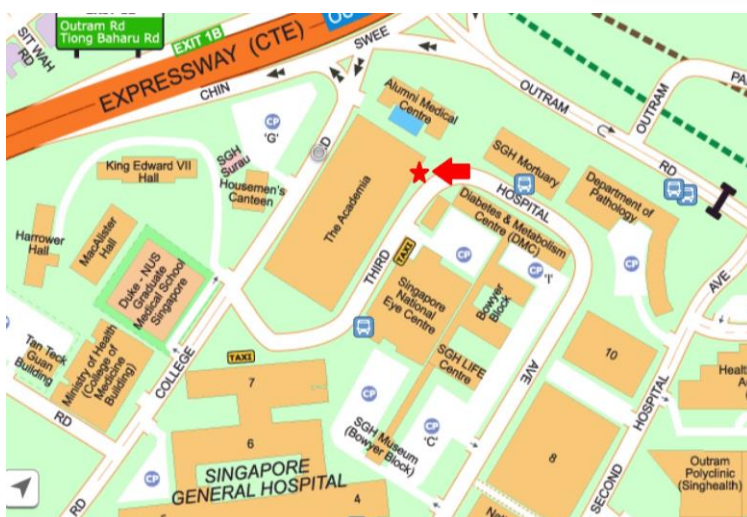 Outram Rd
Tiong Baharu Rd
SIT WAH
RD
EXIT 1B
EXPRESSWAY (CTE)
CHIN
SWEE
CP
'G'
SGH
Surau
Housemen's
Canteen
King Edward VII
Hall
Harrower
Hall
MacAlister
Hall
Duke - NUS
Graduate
Medical School
Singapore
Tan Teck
Guan
Building
Ministry of Health
(College of
Medicine
Building)
RD
COLLEGE
RD
CP
Alumni Medical
Centre
The Academia
OUTRAM
RD
OUTRAM
SGH Mortuary
Department of
Pathology
CP
HOSPITAL
Diabetes & Metabolism
Centre (DMC)
THIRD
TAXI
CP
CP
'I'
Singapore
National
Eye Centre
Bowyer
Block
SGH LIFE
Centre
AVE
TAXI
7
6
4
SINGAPORE
GENERAL HOSPITAL
CP
CP
'C'
SGH Museum
(Bowyer Block)
10
8
AVE
HOSPITAL
SECOND
Outram
Polyclinic
(Singhealth)